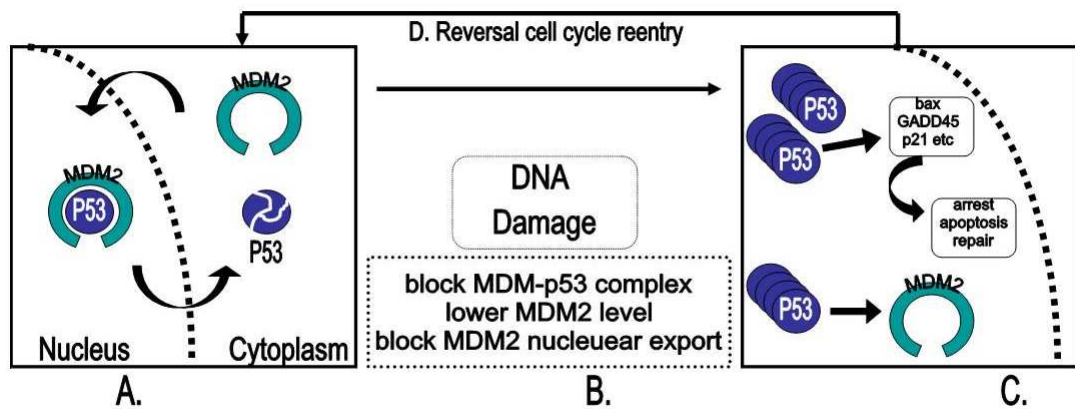 D. Reversal cell cycle reentry
MDM2
MDM2
P53
P53
Nucleus
Cytoplasm
A.
DNA
Damage
block MDM-p53 complex
lower MDM2 level
block MDM2 nucleuear export
B.
P53
P53
bax
GADD45
p21 etc
arrest
apoptosis
repair
P53
MDM2
C.